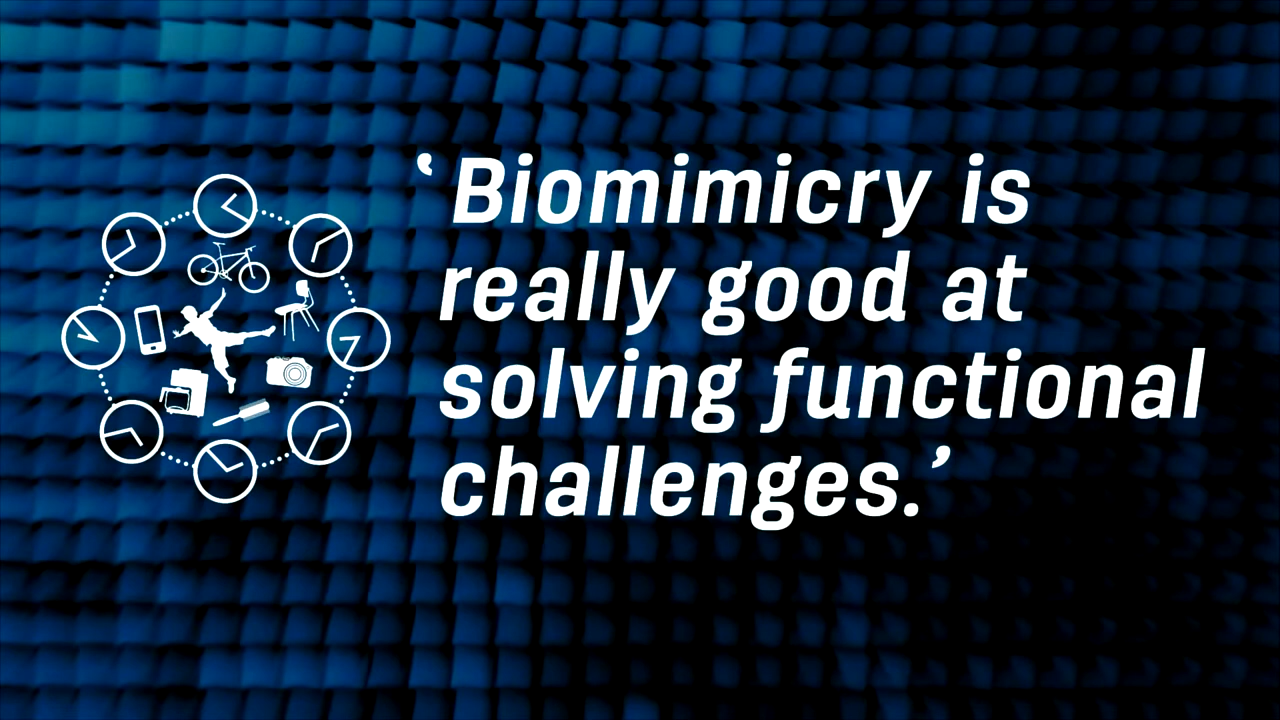 ‘Biomimicry is
really good at
solving functional
challenges.’